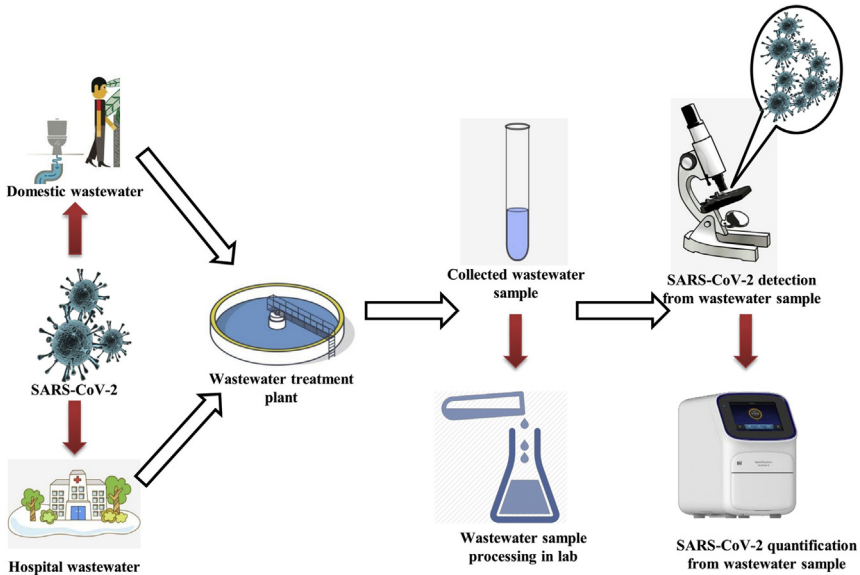 Domestic wastewater
SARS-CoV-2
Hospital wastewater
Wastewater treatment
plant
Collected wastewater
sample
Wastewater sample
processing in lab
SARS-CoV-2 detection
from wastewater sample
SARS-CoV-2 quantification
from wastewater sample